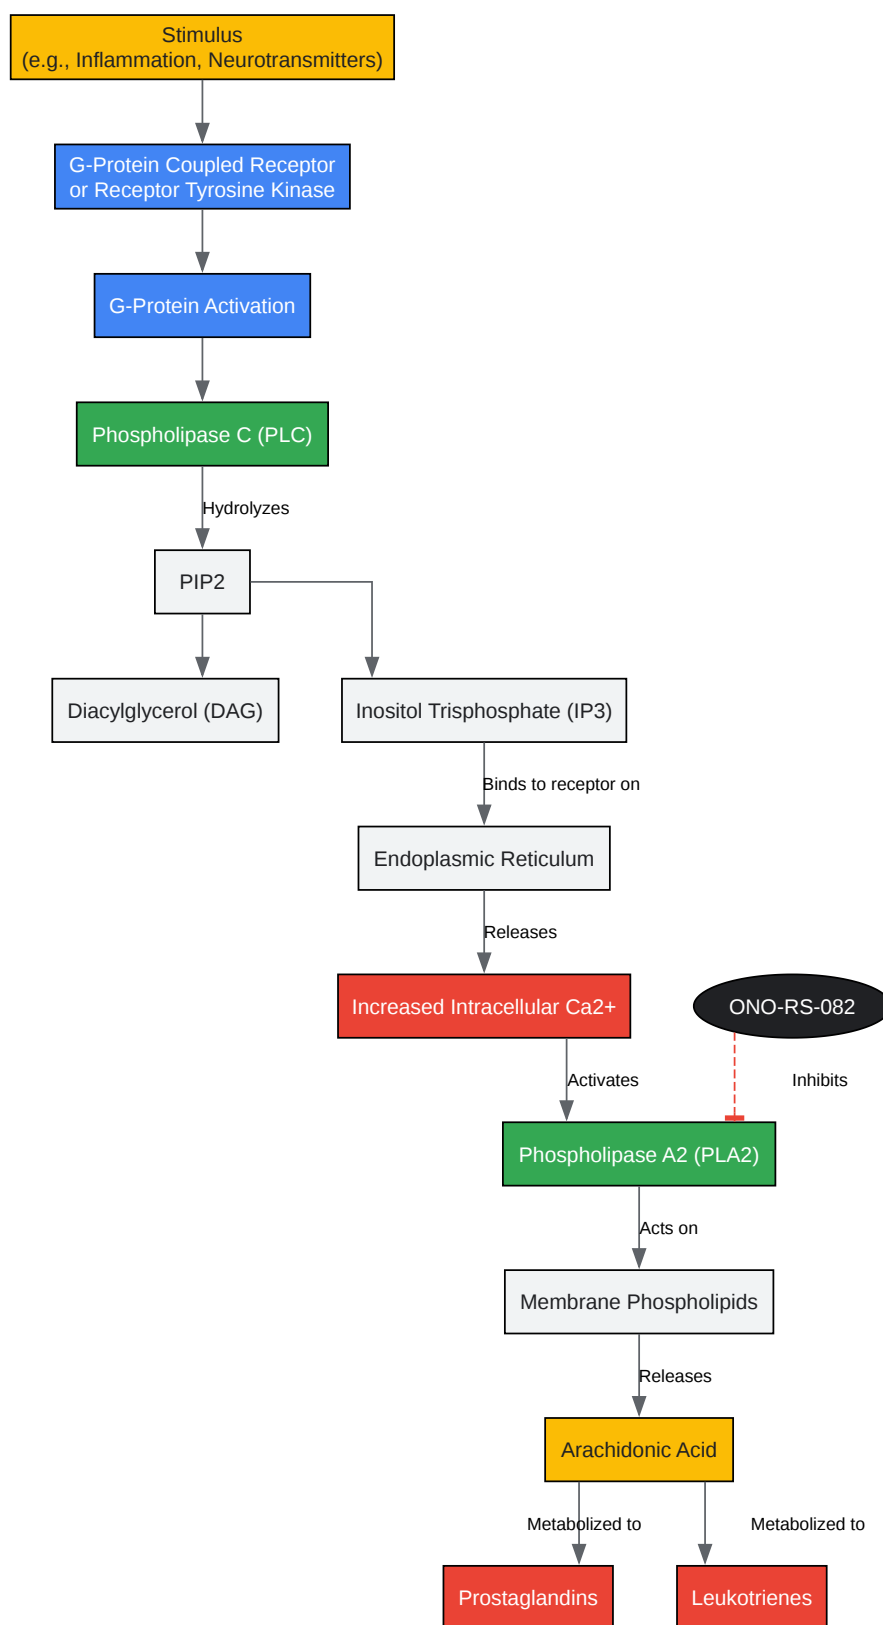 Stimulus
(e.g., Inflammation, Neurotransmitters)
G-Protein Coupled Receptor
or Receptor Tyrosine Kinase
G-Protein Activation
Phospholipase C (PLC)
Hydrolyzes
PIP2
Diacylglycerol (DAG)
Inositol Trisphosphate (IP3)
Binds to receptor on
Endoplasmic Reticulum
Releases
Increased Intracellular Ca2+
ONO-RS-082
Activates
Inhibits
Phospholipase A2 (PLA2)
Acts on
Membrane Phospholipids
Releases
Arachidonic Acid
Metabolized to
Metabolized to
Prostaglandins
Leukotrienes